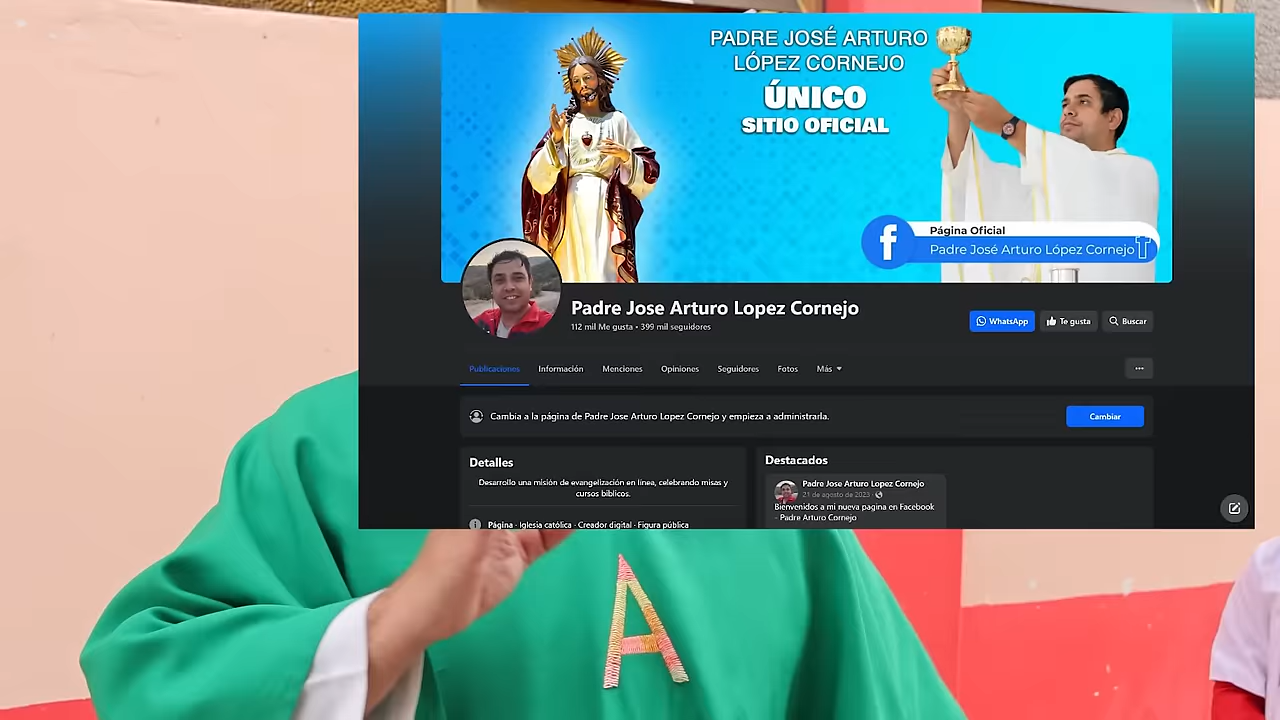 PADRE JOSÉ ARTURO
LÓPEZ CORNEJO
ÚNICO
SITIO OFICIAL
f
Página Oficial
Padre José Arturo López Cornejo
Padre Jose Arturo Lopez Cornejo
112 mil Me gusta • 399 mil seguidores
WhatsApp
Te gusta
Buscar
Publicaciones
Información
Menciones
Opiniones
Seguidores
Fotos
Más
Cambia a la página de Padre Jose Arturo Lopez Cornejo y empieza a administrarla.
Cambiar
Detalles
Desarrollo una misión de evangelización en línea, celebrando misas y
cursos bíblicos.
Página · Iglesia católica · Creador digital · Figura pública
Destacados
Padre Jose Arturo Lopez Cornejo
21 de agosto de 2023 ·
Bienvenidos a mi nueva pagina en Facebook
- Padre Arturo Cornejo
A